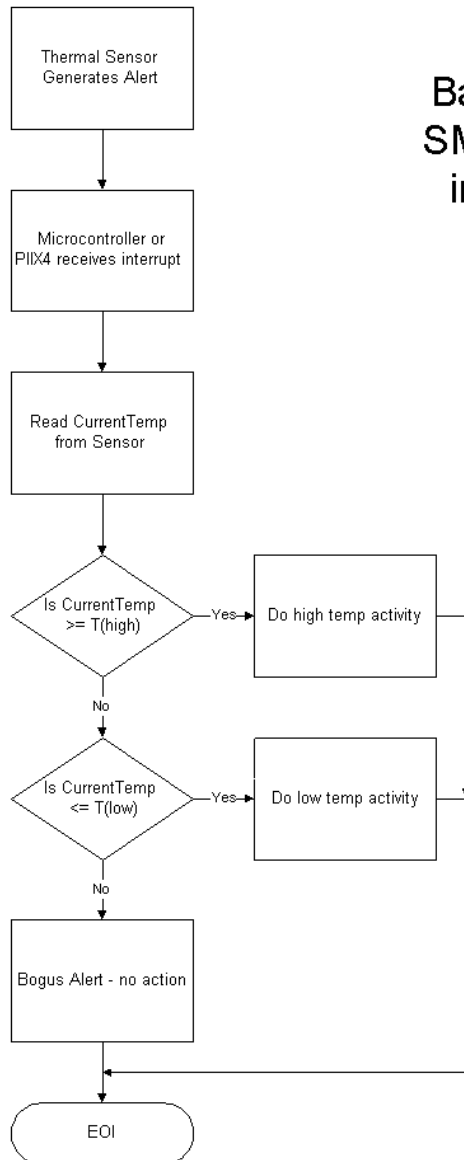 Thermal Sensor
Generates Alert
Microcontroller or
PIIX4 receives interrupt
Read CurrentTemp
from Sensor
Is CurrentTemp
>= T(high)
Yes
Do high temp activity
No
Is CurrentTemp
<= T(low)
Yes
Do low temp activity
No
Bogus Alert - no action
EOI